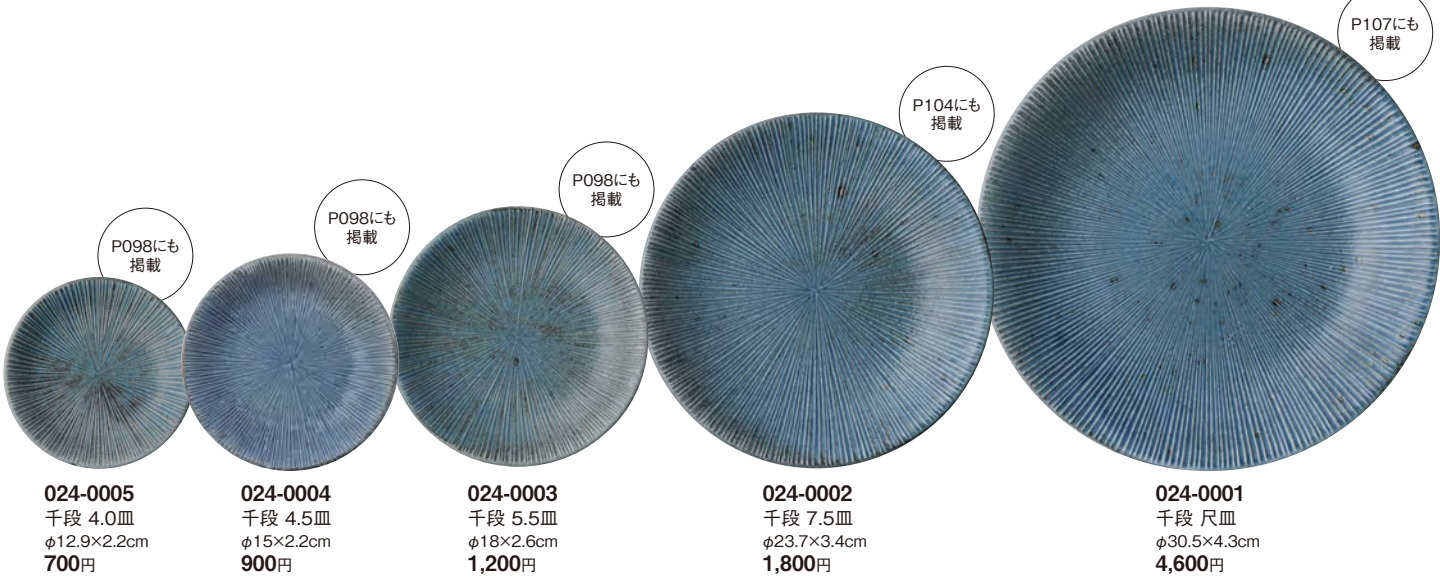 P107にも
掲載
P104にも
掲載
P098にも
掲載
P098にも
掲載
P098にも
掲載
024-0005
千段 4.0皿
φ12.9×2.2cm
700円
024-0004
千段 4.5皿
φ15×2.2cm
900円
024-0003
千段 5.5皿
φ18×2.6cm
1,200円
024-0002
千段 7.5皿
φ23.7×3.4cm
1,800円
024-0001
千段 尺皿
φ30.5×4.3cm
4,600円